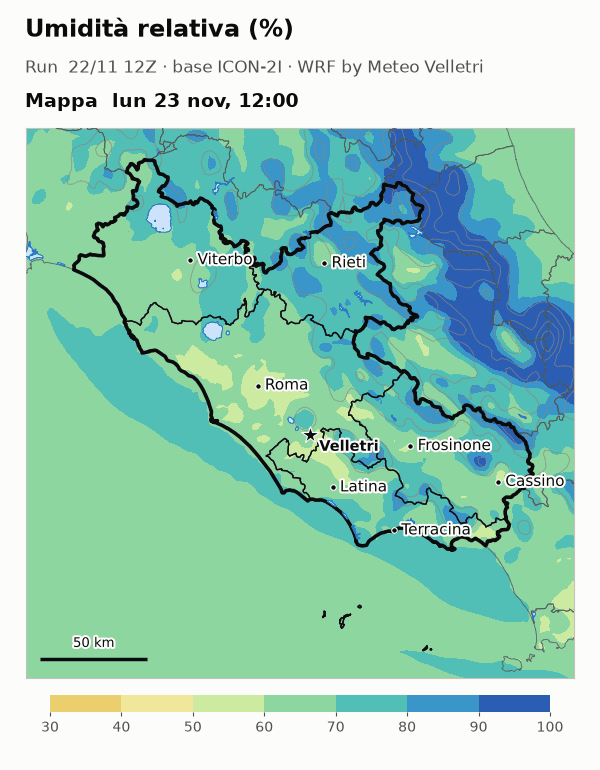 Umidità relativa (%)
Run  22/11 12Z · base ICON-2I · WRF by Meteo Velletri
Mappa  lun 23 nov, 12:00
Viterbo
Rieti
Roma
Velletri
Frosinone
Latina
Cassino
Terracina
50 km
30 40 50 60 70 80 90 100